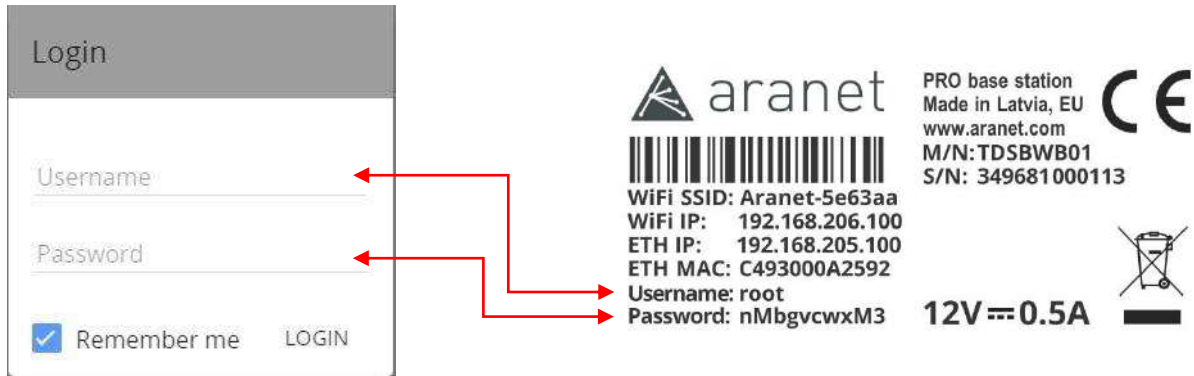 Login
Username
Password
Remember me LOGIN
aranet
WiFi SSID: Aranet-5e63aa
WiFi IP: 192.168.206.100
ETH IP: 192.168.205.100
ETH MAC: C493000A2592
Username: root
Password: nMbgvcwxM3
PRO base station
Made in Latvia, EU
www.aranet.com
M/N:TDSBWB01
S/N: 349681000113
CE
12V⎓0.5A